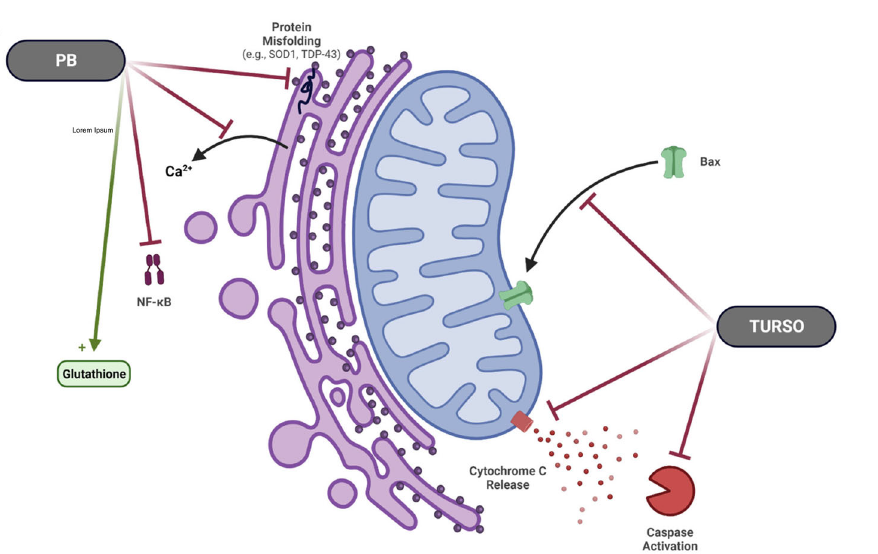 Protein
Misfolding
(e.g., SOD1, TDP-43)
PB
Lorem Ipsum
Ca²⁺
Bax
NF-κB
TURSO
+
Glutathione
Cytochrome C
Release
Caspase
Activation